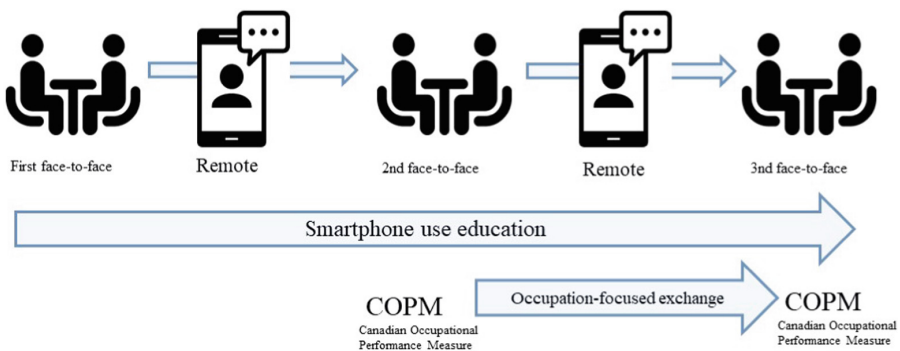 First face-to-face
Remote
2nd face-to-face
Remote
3nd face-to-face
Smartphone use education
COPM
Canadian Occupational
Performance Measure
Occupation-focused exchange
COPM
Canadian Occupational
Performance Measure